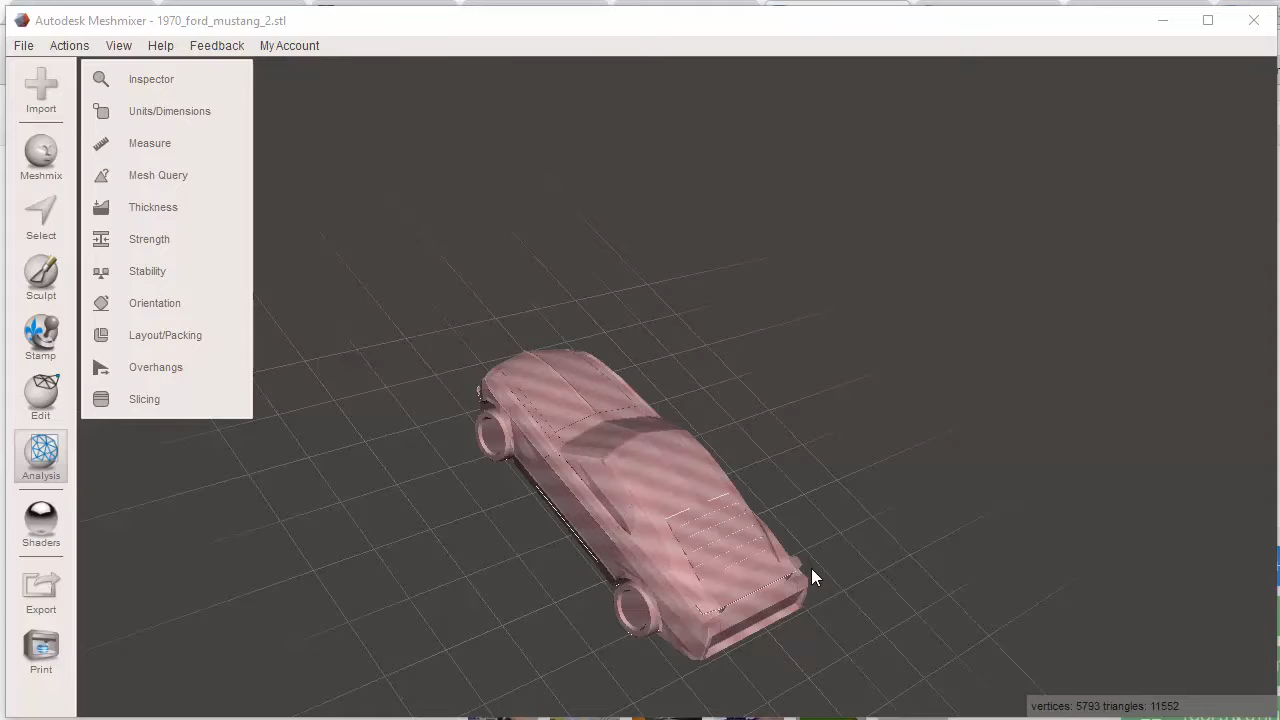 Autodesk Meshmixer - 1970_ford_mustang_2.stl
File Actions View Help Feedback My Account
Import
Meshmix
Select
Sculpt
Stamp
Edit
Analysis
Shaders
Export
Print
Inspector
Units/Dimensions
Measure
Mesh Query
Thickness
Strength
Stability
Orientation
Layout/Packing
Overhangs
Slicing
vertices: 5793 triangles: 11552